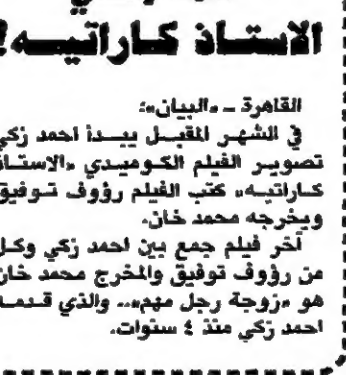 الاستاذ كاراتيه!
القاهرة - «البيان»:
في الشهر المقبل يبدأ احمد زكي
تصوير الفيلم الكوميدي «الاستاذ
كاراتيه» كتب الفيلم رؤوف توفيق
ويخرجه محمد خان.
آخر فيلم جمع بين احمد زكي وكل
من رؤوف توفيق والمخرج محمد خان
هو «زوجة رجل مهم».. والذي قدمه
احمد زكي منذ ٤ سنوات.